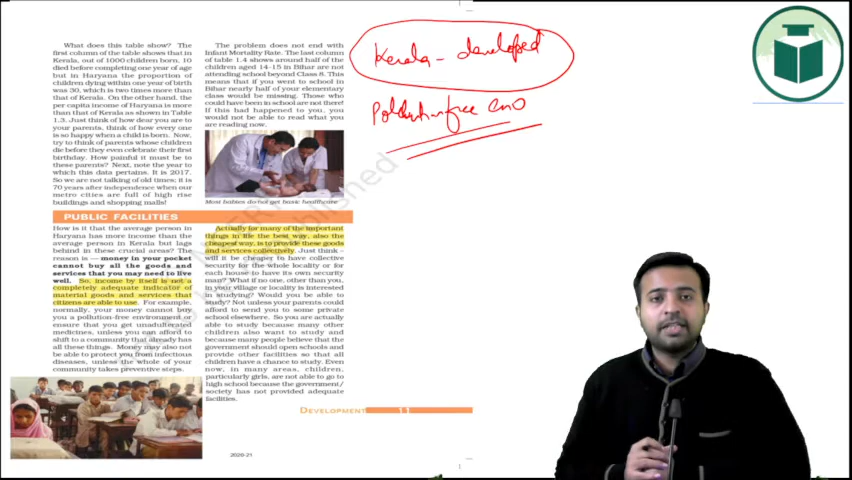 What does this table show? The
first column of the table shows that in
Kerala, out of 1000 children born, 10
died before completing one year of age
but in Haryana the proportion of
children dying within one year of birth
was 30, which is two times more than
that of Kerala. On the other hand, the
per capita income of Haryana is more
than that of Kerala as shown in Table
1.3. Just think of how dear you are to
your parents, think of how every one
is so happy when a child is born. Now,
try to think of parents whose children
die before they even celebrate their first
birthday. How painful it must be to
these parents? Next, note the year to
which this data pertains. It is 2017.
So we are not talking of old times; it is
70 years after independence when our
metro cities are full of high rise
buildings and shopping malls!
The problem does not end with
Infant Mortality Rate. The last column
of table 1.4 shows around half of the
children aged 14-15 in Bihar are not
attending school beyond Class 8. This
means that if you went to school in
Bihar nearly half of your elementary
class would be missing. Those who
could have been in school are not there!
If this had happened to you, you
would not be able to read what you
are reading now.
Most babies do not get basic healthcare
PUBLIC FACILITIES
How is it that the average person in
Haryana has more income than the
average person in Kerala but lags
behind in these crucial areas? The
reason is — money in your pocket
cannot buy all the goods and
services that you may need to live
well. So, income by itself is not a
completely adequate indicator of
material goods and services that
citizens are able to use. For example,
normally, your money cannot buy
you a pollution-free environment or
ensure that you get unadulterated
medicines, unless you can afford to
shift to a community that already has
all these things. Money may also not
be able to protect you from infectious
diseases, unless the whole of your
community takes preventive steps.
Actually for many of the important
things in life the best way, also the
cheapest way, is to provide these goods
and services collectively. Just think –
will it be cheaper to have collective
security for the whole locality or for
each house to have its own security
man? What if no one, other than you,
in your village or locality is interested
in studying? Would you be able to
study? Not unless your parents could
afford to send you to some private
school elsewhere. So you are actually
able to study because many other
children also want to study and
because many people believe that the
government should open schools and
provide other facilities so that all
children have a chance to study. Even
now, in many areas, children,
particularly girls, are not able to go to
high school because the government/
society has not provided adequate
facilities.
DEVELOPMENT 11
2020-21
Kerala - developed